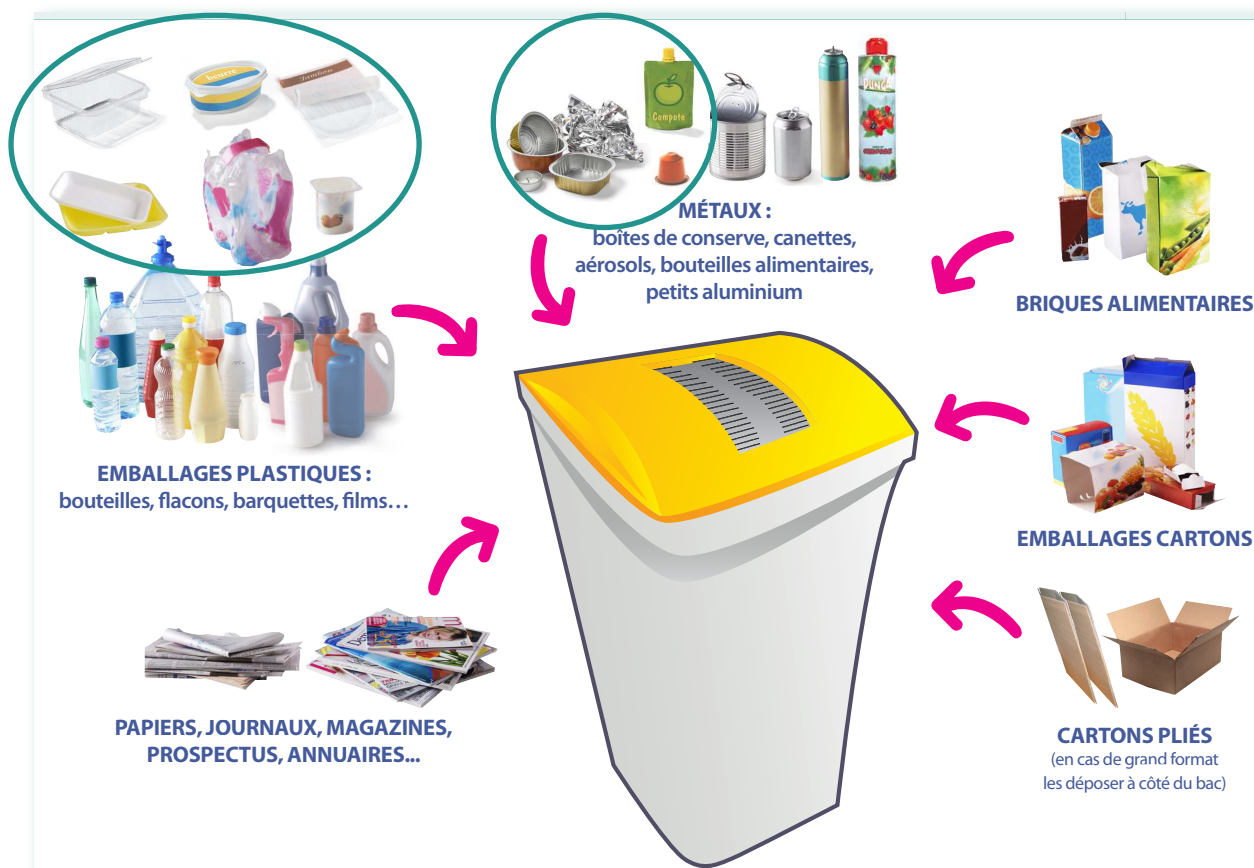 beurre
Jambon
Compote
MÉTAUX :
boîtes de conserve, canettes,
aérosols, bouteilles alimentaires,
petits aluminium
BRIQUES ALIMENTAIRES
EMBALLAGES PLASTIQUES :
bouteilles, flacons, barquettes, films…
EMBALLAGES CARTONS
PAPIERS, JOURNAUX, MAGAZINES,
PROSPECTUS, ANNUAIRES...
CARTONS PLIÉS
(en cas de grand format
les déposer à côté du bac)